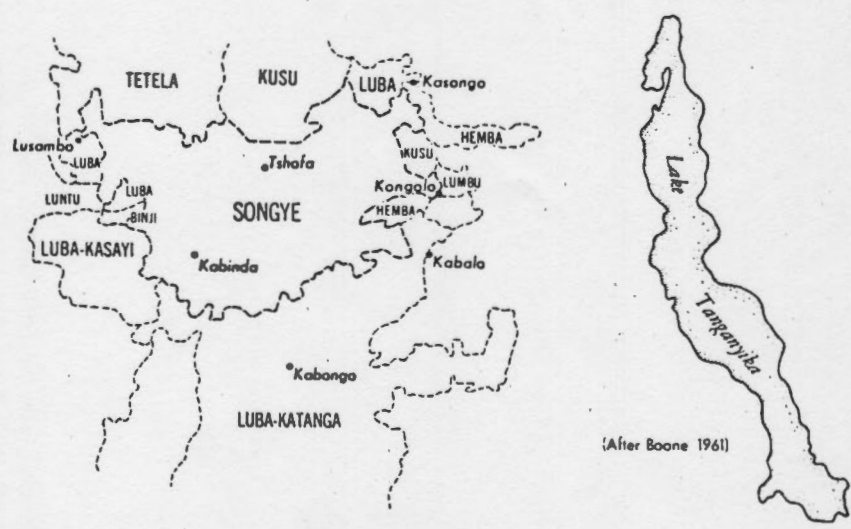 TETELA
KUSU
LUBA
Kasongo
HEMBA
Lusambo
LUBA
KUSU
Tshofa
LUBA
Kongolo
LUMBU
LUNTU
BINJI
SONGYE
HEMBA
LUBA-KASAYI
Kabinda
Kabalo
Kabongo
LUBA-KATANGA
Lake
Tanganyika
(After Boone 1961)